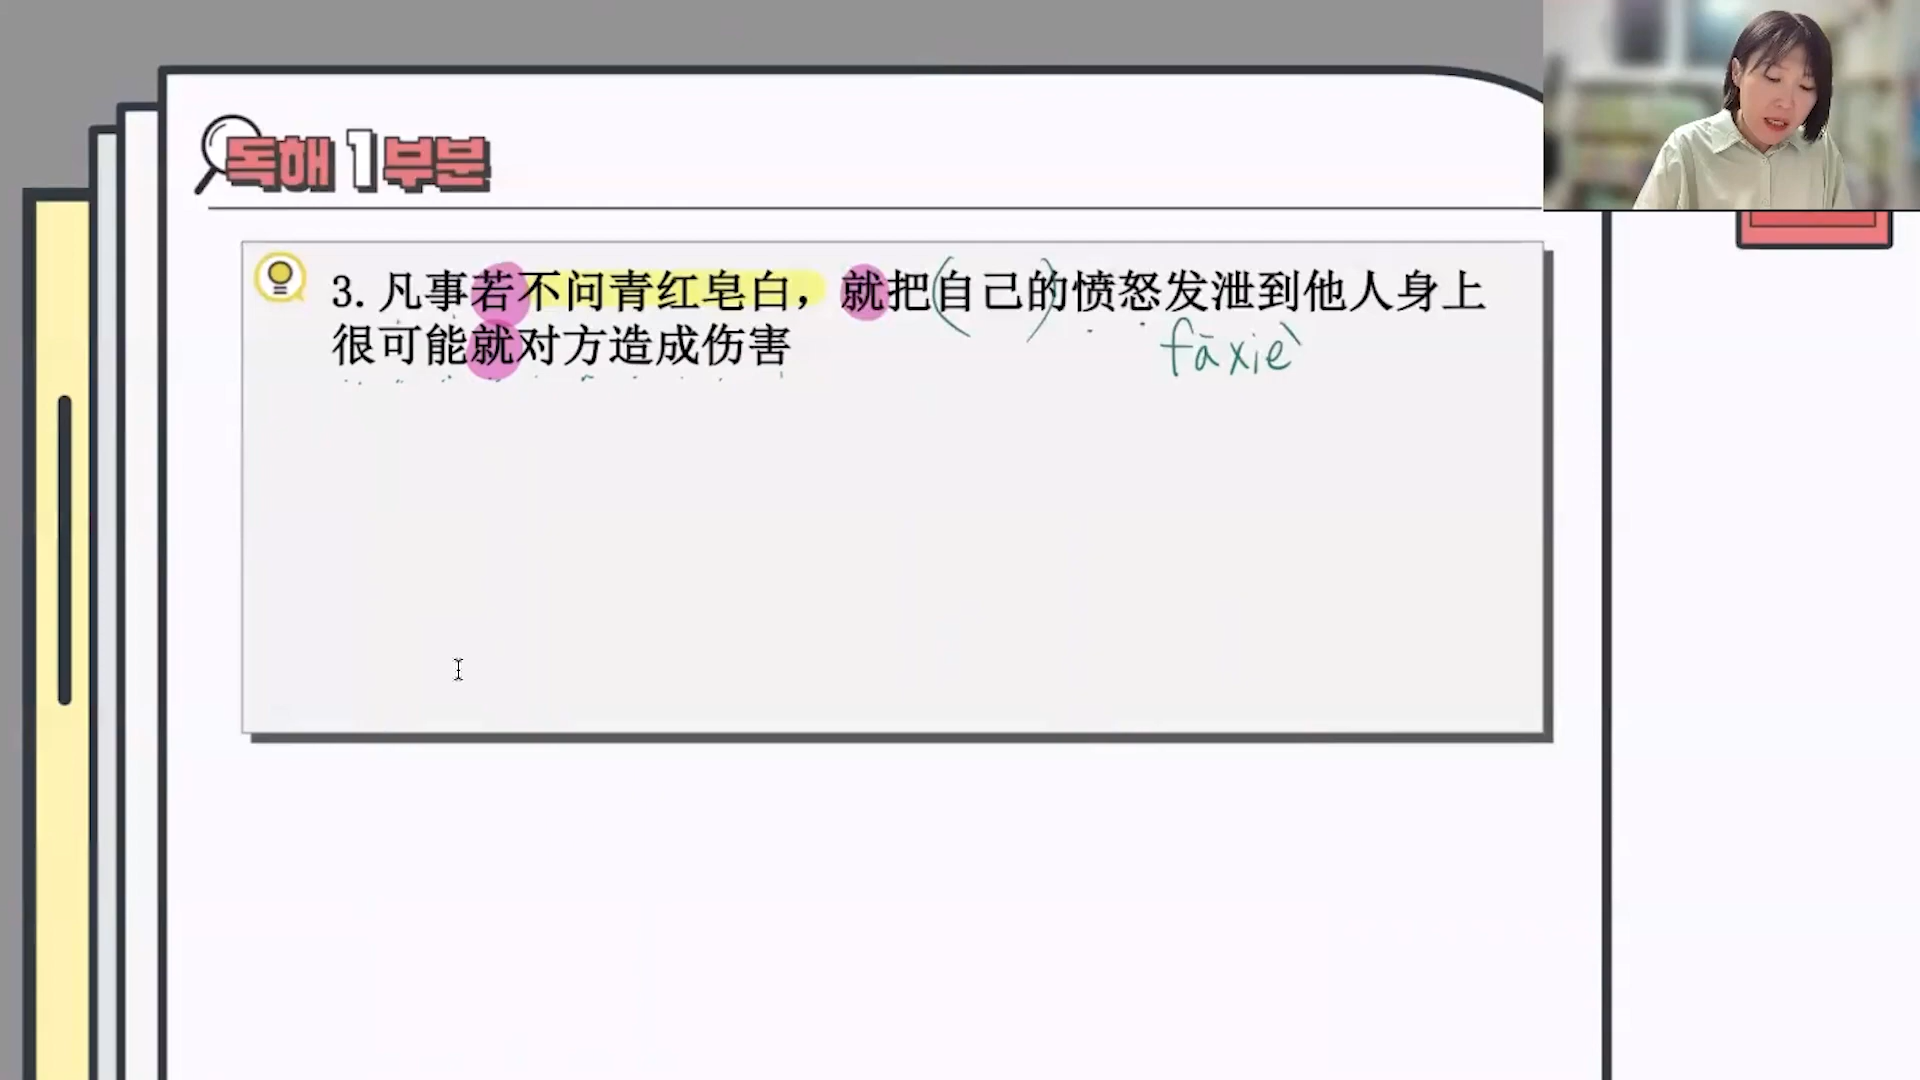 독해 1 부분
3. 凡事若不问青红皂白，就把自己的愤怒发泄到他人身上
很可能就对方造成伤害
fāxiè